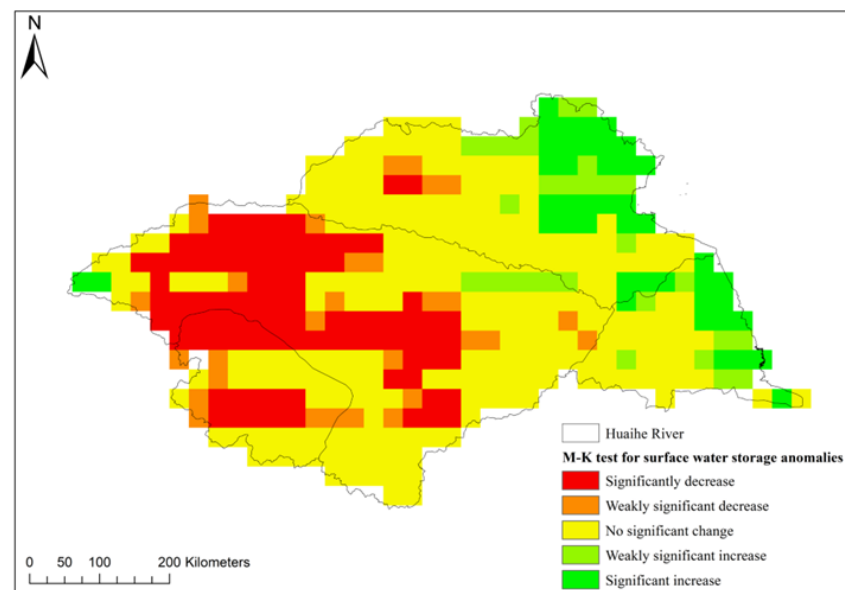 N
Huaihe River
M-K test for surface water storage anomalies
Significantly decrease
Weakly significant decrease
No significant change
Weakly significant increase
Significant increase
0 50 100 200 Kilometers